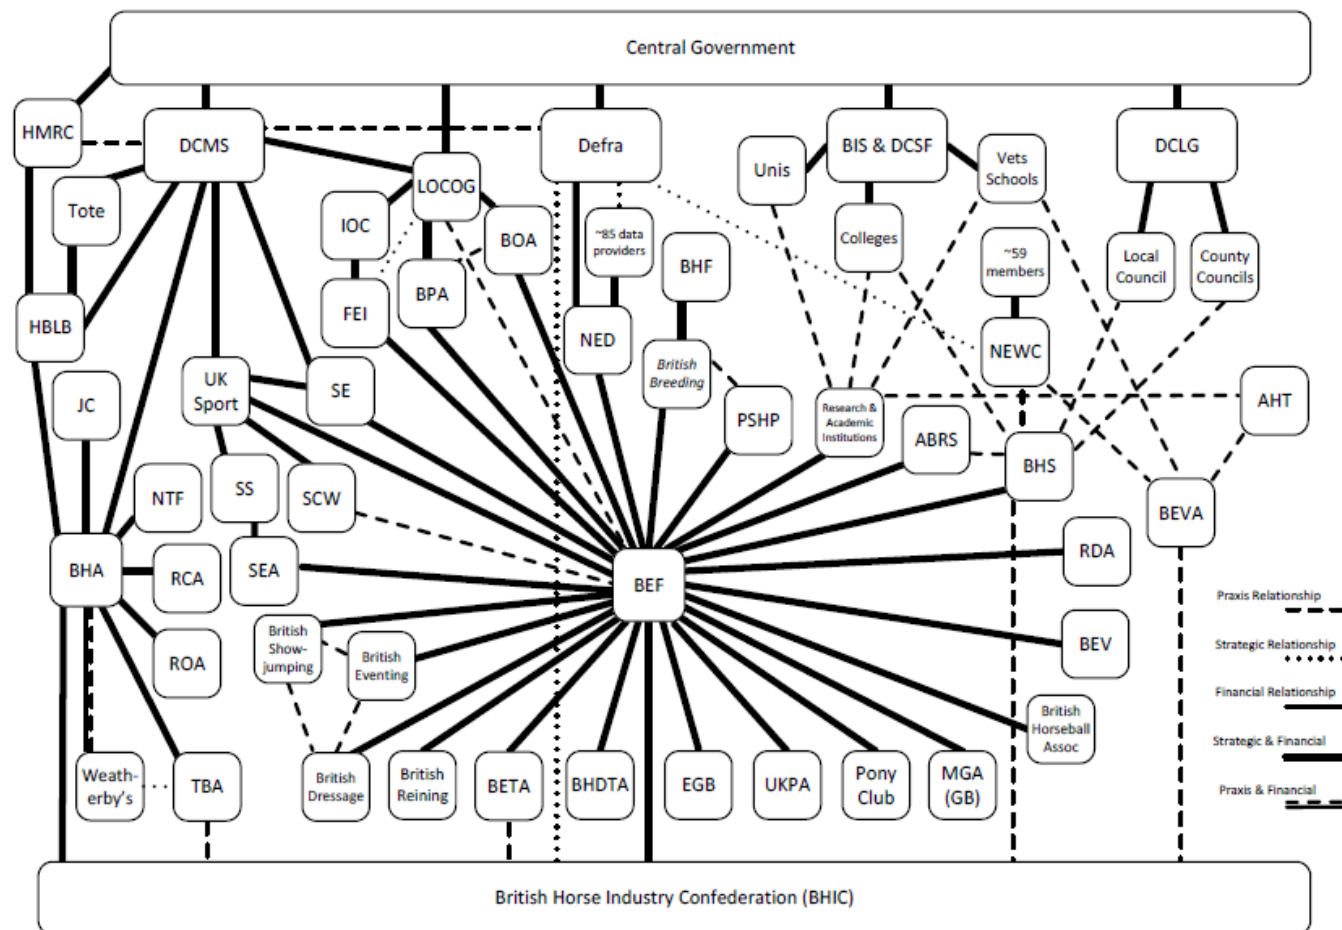 Central Government
HMRC
DCMS
Defra
BIS & DCSF
DCLG
Unis
Vets
Schools
LOCOG
Tote
IOC
BOA
~85 data
providers
BHF
Colleges
~59
members
Local
Council
County
Councils
HBLB
FEI
BPA
NED
NEWC
JC
UK
Sport
SE
British
Breeding
PSHP
Research &
Academic
Institutions
ABRS
BHS
AHT
NTF
SS
SCW
BEVA
BHA
RCA
SEA
BEF
RDA
ROA
British
Show-
jumping
British
Eventing
BEV
British
Horseball
Assoc
Praxis Relationship
Strategic Relationship
Financial Relationship
Strategic & Financial
Praxis & Financial
Weath-
erby's
TBA
British
Dressage
British
Reining
BETA
BHDTA
EGB
UKPA
Pony
Club
MGA
(GB)
British Horse Industry Confederation (BHIC)